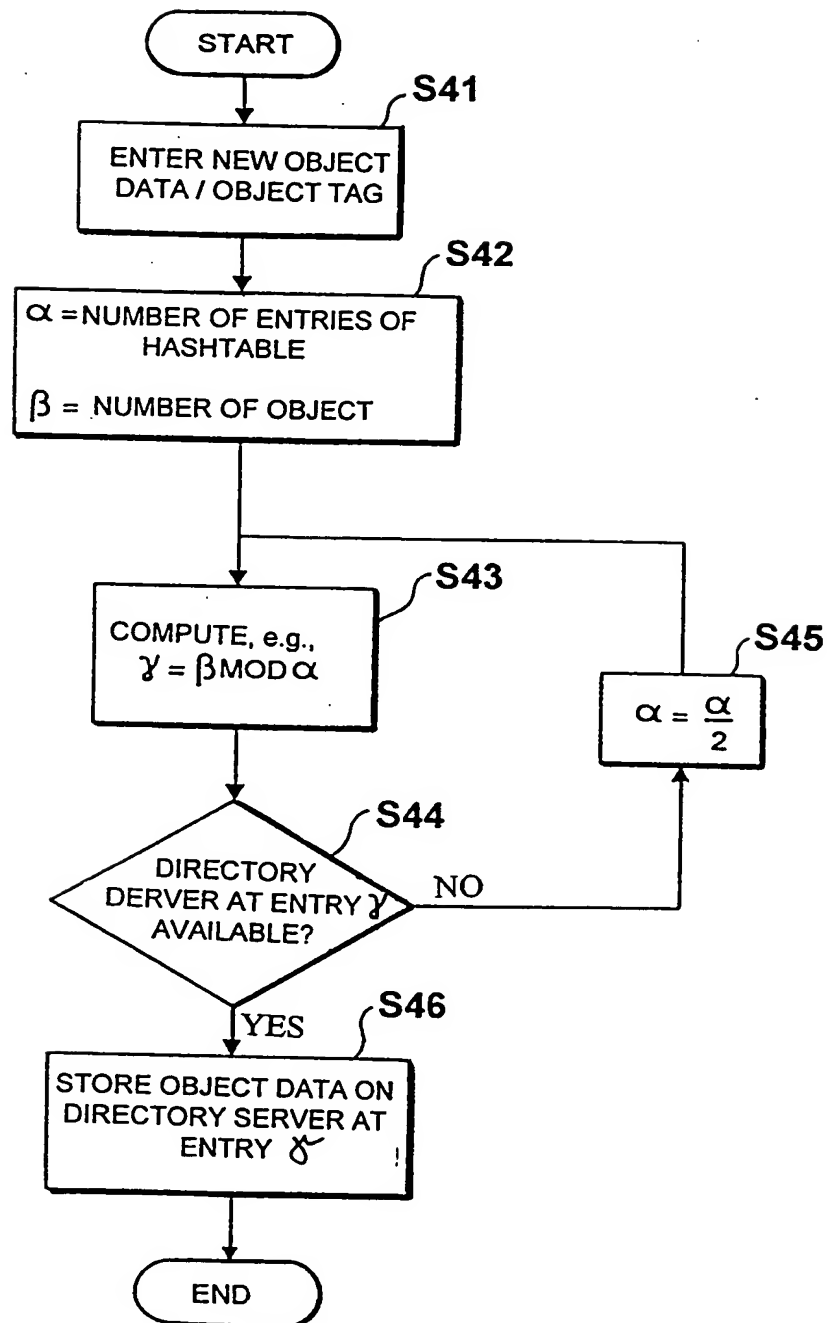 START
S41
ENTER NEW OBJECT
DATA / OBJECT TAG
S42
α = NUMBER OF ENTRIES OF
HASHTABLE
β = NUMBER OF OBJECT
S43
COMPUTE, e.g.,
γ = β MOD α
S45
α = α/2
S44
DIRECTORY
DERVER AT ENTRY γ
AVAILABLE?
NO
YES
S46
STORE OBJECT DATA ON
DIRECTORY SERVER AT
ENTRY γ
END